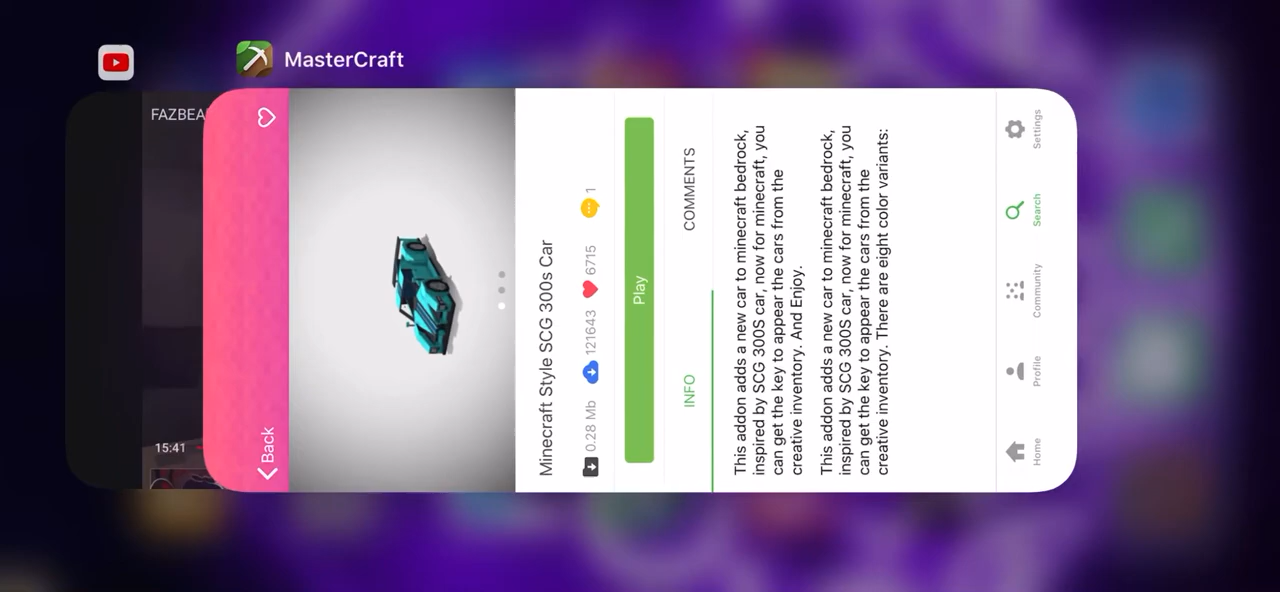 MasterCraft
FAZBEA
15:41
Back
Minecraft Style SCG 300s Car
0.28 Mb 121643 6715 1
Play
INFO COMMENTS
This addon adds a new car to minecraft bedrock,
inspired by SCG 300S car, now for minecraft, you
can get the key to appear the cars from the
creative inventory. And Enjoy.
This addon adds a new car to minecraft bedrock,
inspired by SCG 300S car, now for minecraft, you
can get the key to appear the cars from the
creative inventory. There are eight color variants:
Home Profile Community Search Settings